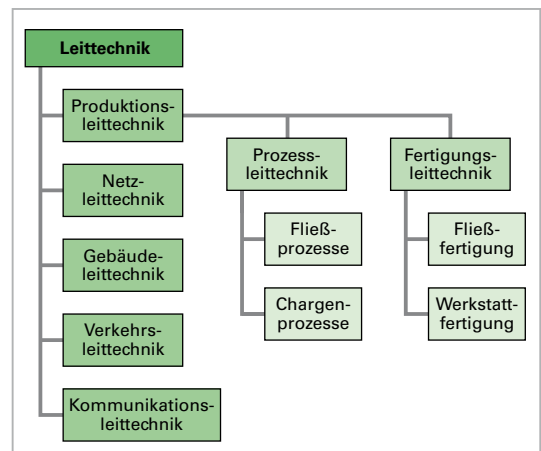 Leittechnik
Produktions-
leittechnik
Netz-
leittechnik
Gebäude-
leittechnik
Verkehrs-
leittechnik
Kommunikations-
leittechnik
Prozess-
leittechnik
Fließ-
prozesse
Chargen-
prozesse
Fertigungs-
leittechnik
Fließ-
fertigung
Werkstatt-
fertigung